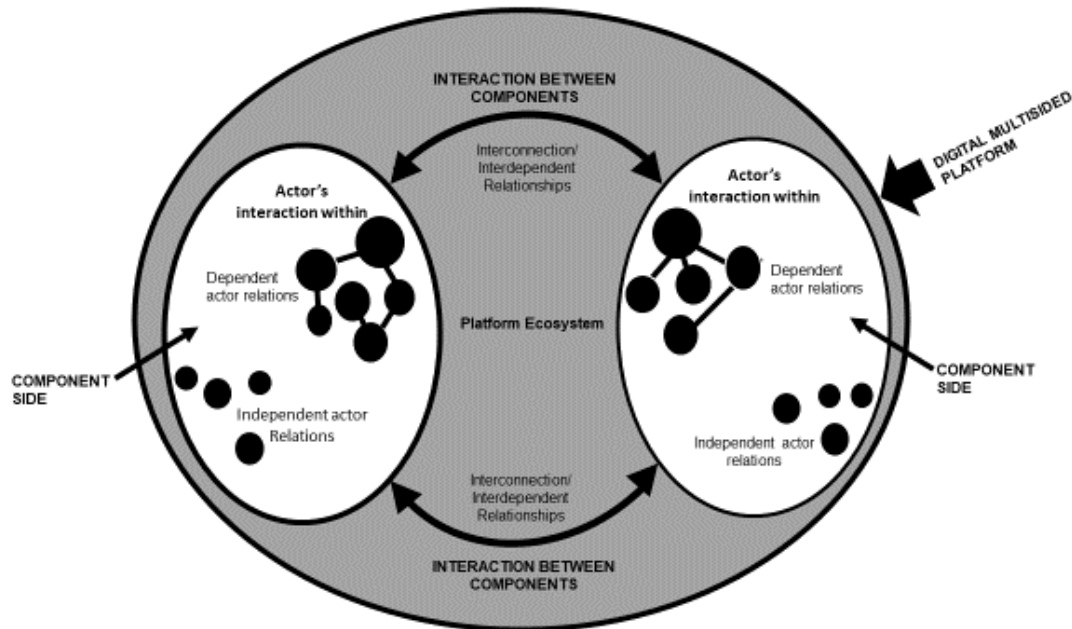 INTERACTION BETWEEN
COMPONENTS
Interconnection/
Interdependent
Relationships
DIGITAL MULTISIDED
PLATFORM
Actor's
interaction within
Dependent
actor relations
Actor's
interaction within
Dependent
actor relations
Platform Ecosystem
COMPONENT
SIDE
COMPONENT
SIDE
Independent actor
Relations
Independent actor
relations
Interconnection/
Interdependent
Relationships
INTERACTION BETWEEN
COMPONENTS